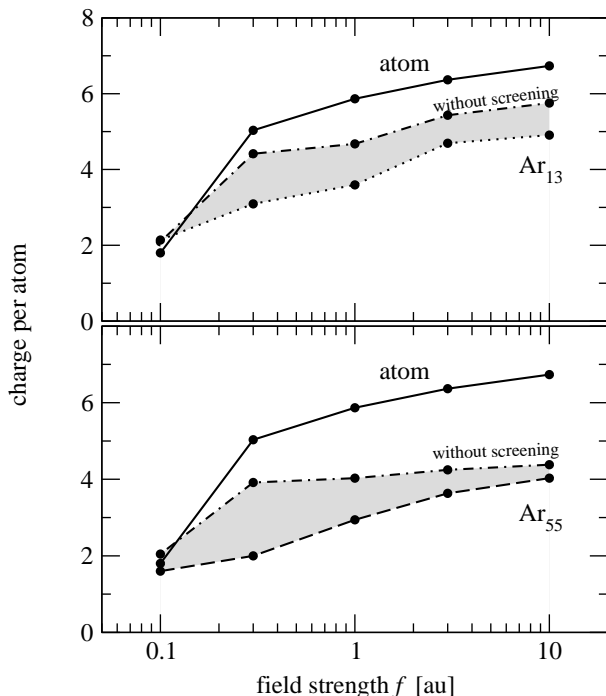 8
atom
without screening
6
Ar13
4
2
0
charge per atom
atom
6
without screening
4
Ar55
2
0
0.1 1 10
field strength f [au]